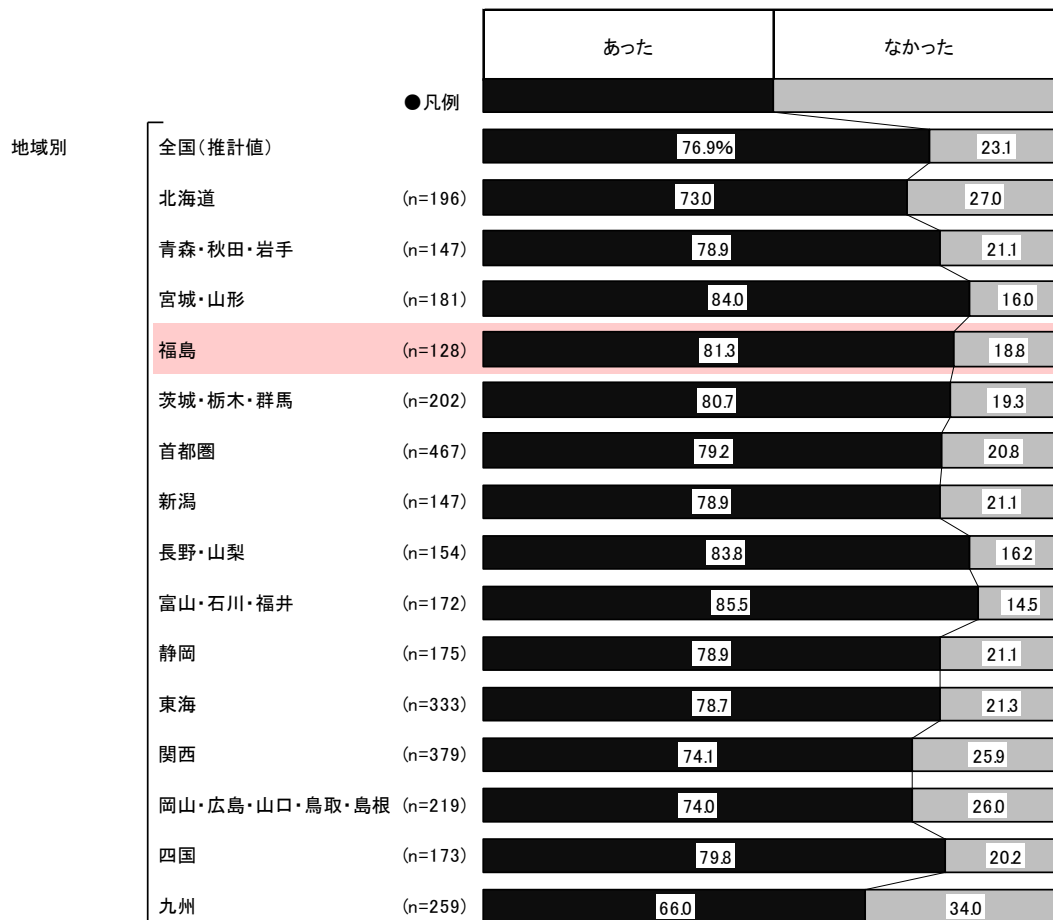 あった なかった
●凡例
地域別 全国(推計値) 76.9% 23.1
北海道 (n=196) 73.0 27.0
青森・秋田・岩手 (n=147) 78.9 21.1
宮城・山形 (n=181) 84.0 16.0
福島 (n=128) 81.3 18.8
茨城・栃木・群馬 (n=202) 80.7 19.3
首都圏 (n=467) 79.2 20.8
新潟 (n=147) 78.9 21.1
長野・山梨 (n=154) 83.8 16.2
富山・石川・福井 (n=172) 85.5 14.5
静岡 (n=175) 78.9 21.1
東海 (n=333) 78.7 21.3
関西 (n=379) 74.1 25.9
岡山・広島・山口・鳥取・島根 (n=219) 74.0 26.0
四国 (n=173) 79.8 20.2
九州 (n=259) 66.0 34.0